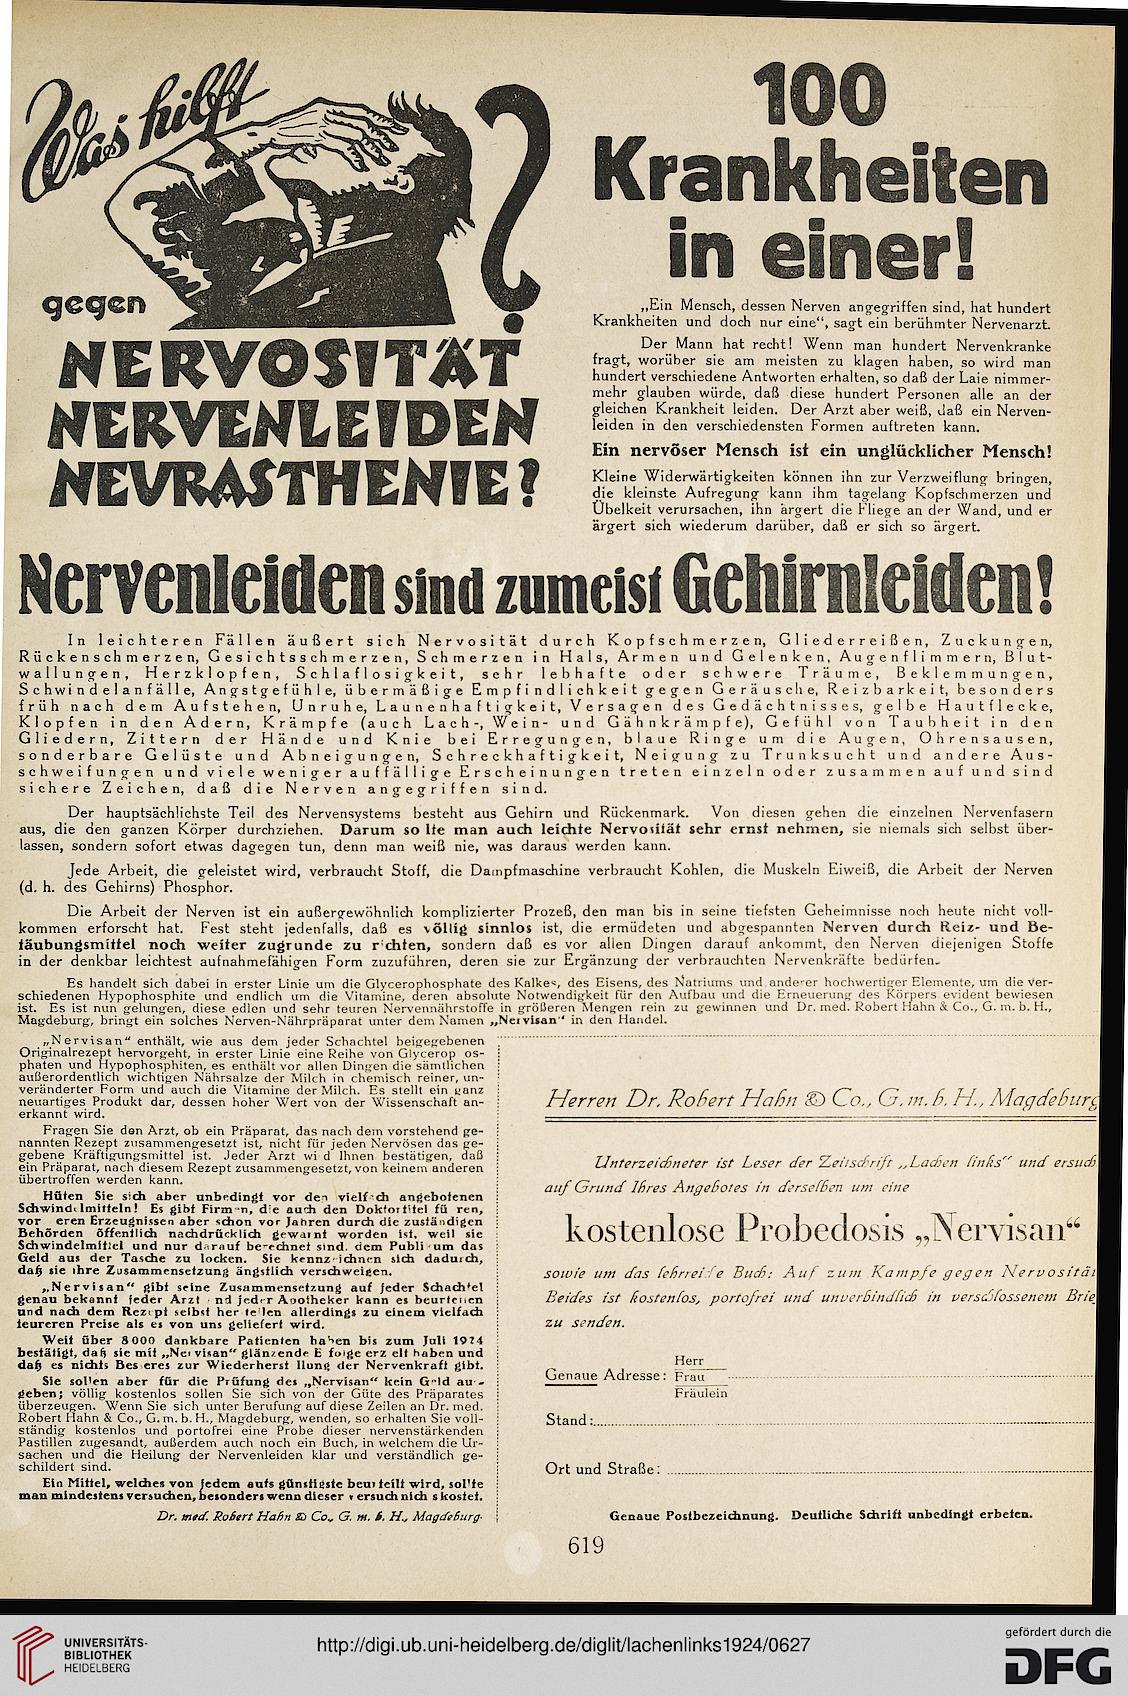 Was hilft
gegen
NERVOSITÄT
NERVENLEIDEN
NEURASTHENIE?
100
Krankheiten
in einer!
„Ein Mensch, dessen Nerven angegriffen sind, hat hundert
Krankheiten und doch nur eine“, sagt ein berühmter Nervenarzt.
Der Mann hat recht! Wenn man hundert Nervenkranke
fragt, worüber sie am meisten zu klagen haben, so wird man
hundert verschiedene Antworten erhalten, so daß der Laie nimmer-
mehr glauben würde, daß diese hundert Personen alle an der
gleichen Krankheit leiden. Der Arzt aber weiß, daß ein Nerven-
leiden in den verschiedensten Formen auftreten kann.
Ein nervöser Mensch ist ein unglücklicher Mensch!
Kleine Widerwärtigkeiten können ihn zur Verzweiflung bringen,
die kleinste Aufregung kann ihm tagelang Kopfschmerzen und
Übelkeit verursachen, ihn ärgert die Fliege an der Wand, und er
ärgert sich wiederum darüber, daß er sich so ärgert.
Nervenleiden sind zumeist Gehirnleiden!
In leichteren Fällen äußert sich Nervosität durch Kopfschmerzen, Gliederreißen, Zuckungen,
Rückenschmerzen, Gesichtsschmerzen, Schmerzen in Hals, Armen und Gelenken, Augenflimmern, Blut-
wallungen, Herzklopfen, Schlaflosigkeit, sehr lebhafte oder schwere Träume, Beklemmungen,
Schwindelanfälle, Angstgefühle, übermäßige Empfindlichkeit gegen Geräusche, Reizbarkeit, besonders
früh nach dem Aufstehen, Unruhe, Launenhaftigkeit, Versagen des Gedächtnisses, gelbe Hautflecke,
Klopfen in den Adern, Krämpfe (auch Lach-, Wein- und Gähnkrämpfe), Gefühl von Taubheit in den
Gliedern, Zittern der Hände und Knie bei Erregungen, blaue Ringe um die Augen, Ohrensausen,
sonderbare Gelüste und Abneigungen, Schreckhaftigkeit, Neigung zu Trunksucht und andere Aus-
schweifungen und viele weniger auffällige Erscheinungen treten einzeln oder zusammen auf und sind
sichere Zeichen, daß die Nerven angegriffen sind.
Der hauptsächlichste Teil des Nervensystems besteht aus Gehirn und Rückenmark. Von diesen gehen die einzelnen Nervenfasern
aus, die den ganzen Körper durchziehen. Darum so lte man auch leichte Nervosität sehr ernst nehmen, sie niemals sich selbst über-
lassen, sondern sofort etwas dagegen tun, denn man weiß nie, was daraus werden kann.
Jede Arbeit, die geleistet wird, verbraucht Stoff, die Dampfmaschine verbraucht Kohlen, die Muskeln Eiweiß, die Arbeit der Nerven
(d. h. des Gehirns) Phosphor.
Die Arbeit der Nerven ist ein außergewöhnlich komplizierter Prozeß, den man bis in seine tiefsten Geheimnisse noch heute nicht voll-
kommen erforscht hat. Fest steht jedenfalls, daß es völlig sinnlos ist, die ermüdeten und abgespannten Nerven durch Reiz- und Be-
täubungsmittel noch weiter zugrunde zu richten, sondern daß es vor allen Dingen darauf ankommt, den Nerven diejenigen Stoffe
in der denkbar leichtest aufnahmefähigen Form zuzuführen, deren sie zur Ergänzung der verbrauchten Nervenkräfte bedürfen.
Es handelt sich dabei in erster Linie um die Glycerophosphate des Kalkes, des Eisens, des Natriums und anderer hochwertiger Elemente, um die ver-
schiedenen Hypophosphite und endlich um die Vitamine, deren absolute Notwendigkeit für den Aufbau und die Erneuerung des Körpers evident bewiesen
ist. Es ist nun gelungen, diese edlen und sehr teuren Nervennährstoffe in größeren Mengen rein zu gewinnen und Dr. med. Robert Hahn & Co., G. m. b. H.,
Magdeburg, bringt ein solches Nerven-Nährpräparat unter dem Namen „Nervisan“ in den Handel.
„Nervisan“ enthält, wie aus dem jeder Schachtel beigegebenen
Originalrezept hervorgeht, in erster Linie eine Reihe von Glycerop os-
phaten und Hypophosphiten, es enthält vor allen Dingen die sämtlichen
außerordentlich wichtigen Nährsalze der Milch in chemisch reiner, un-
veränderter Form und auch die Vitamine der Milch. Es stellt ein ganz
neuartiges Produkt dar, dessen hoher Wert von der Wissenschaft an-
erkannt wird.
Fragen Sie den Arzt, ob ein Präparat, das nach dem vorstehend ge-
nannten Rezept zusammengesetzt ist, nicht für jeden Nervösen das ge-
gebene Kräftigungsmittel ist. Jeder Arzt wi d Ihnen bestätigen, daß
ein Präparat, nach diesem Rezept zusammengesetzt, von keinem anderen
übertroffen werden kann.
Hüten Sie sich aber unbedingt vor den vielfach angebotenen
Schwindelmitteln! Es gibt Firmen, die auch den Doktortitel fü ren,
vor eren Erzeugnissen aber schon vor Jahren durch die zuständigen
Behörden öffentlich nachdrücklich gewarnt worden ist, weil sie
Schwindelmittel und nur darauf berechnet sind, dem Publi um das
Geld aus der Tasche zu locken. Sie kennzeichnen sich dadurch,
daß sie ihre Zusammensetzung ängstlich verschweigen.
„Nervisan“ gibt seine Zusammensetzung auf jeder Schachtel
genau bekannt jeder Arzt nd jeder Apotheker kann es beurteilen
und nach dem Rezept selbst her tellen allerdings zu einem vielfach
teureren Preise als es von uns geliefert wird.
Weit über 8000 dankbare Patienten haben bis zum Juli 1924
bestätigt, daß sie mit „Nervisan“ glänzende E folge erz elt haben und
daß es nichts Besseres zur Wiederherst llung der Nervenkraft gibt.
Sie sollen aber für die Prüfung des „Nervisan“ kein Geld aus-
geben; völlig kostenlos sollen Sie sich von der Güte des Präparates
überzeugen. Wenn Sie sich unter Berufung auf diese Zeilen an Dr. med.
Robert Hahn & Co., G. m. b. H., Magdeburg, wenden, so erhalten Sie voll-
ständig kostenlos und portofrei eine Probe dieser nervenstärkenden
Pastillen zugesandt, außerdem auch noch ein Buch, in welchem die Ur-
sachen und die Heilung der Nervenleiden klar und verständlich ge-
schildert sind.
Ein Mittel, welches von jedem aufs günstigste beurteilt wird, sollte
man mindestens versuchen, besonders wenn dieser versuch nichts kostet.
Dr. med. Robert Hahn & Co., G. m. b. H., Magdeburg.
Herren Dr. Robert Hahn & Co., G. m. b. H., Magdeburg
Unterzeichneter ist Leser der Zeitschrift „Lachen links“ und ersuch
auf Grund Ihres Angebotes in derselben um eine
kostenlose Probedosis „Nervisan“
sowie um das lehrreiche Buch: Auf zum Kampfe gegen Nervosität
Beides ist kostenlos, portofrei und unverbindlich in verschlossenem Brie
zu senden.
Herr
Genaue Adresse: Frau
Fräulein
Stand:
Ort und Straße:
Genaue Postbezeichnung. Deutliche Schrift unbedingt erbeten.
619
UNIVERSITÄTS-
BIBLIOTHEK
HEIDELBERG
http://digi.ub.uni-heidelberg.de/diglit/lachenlinks1924/0627
gefördert durch die
DFG